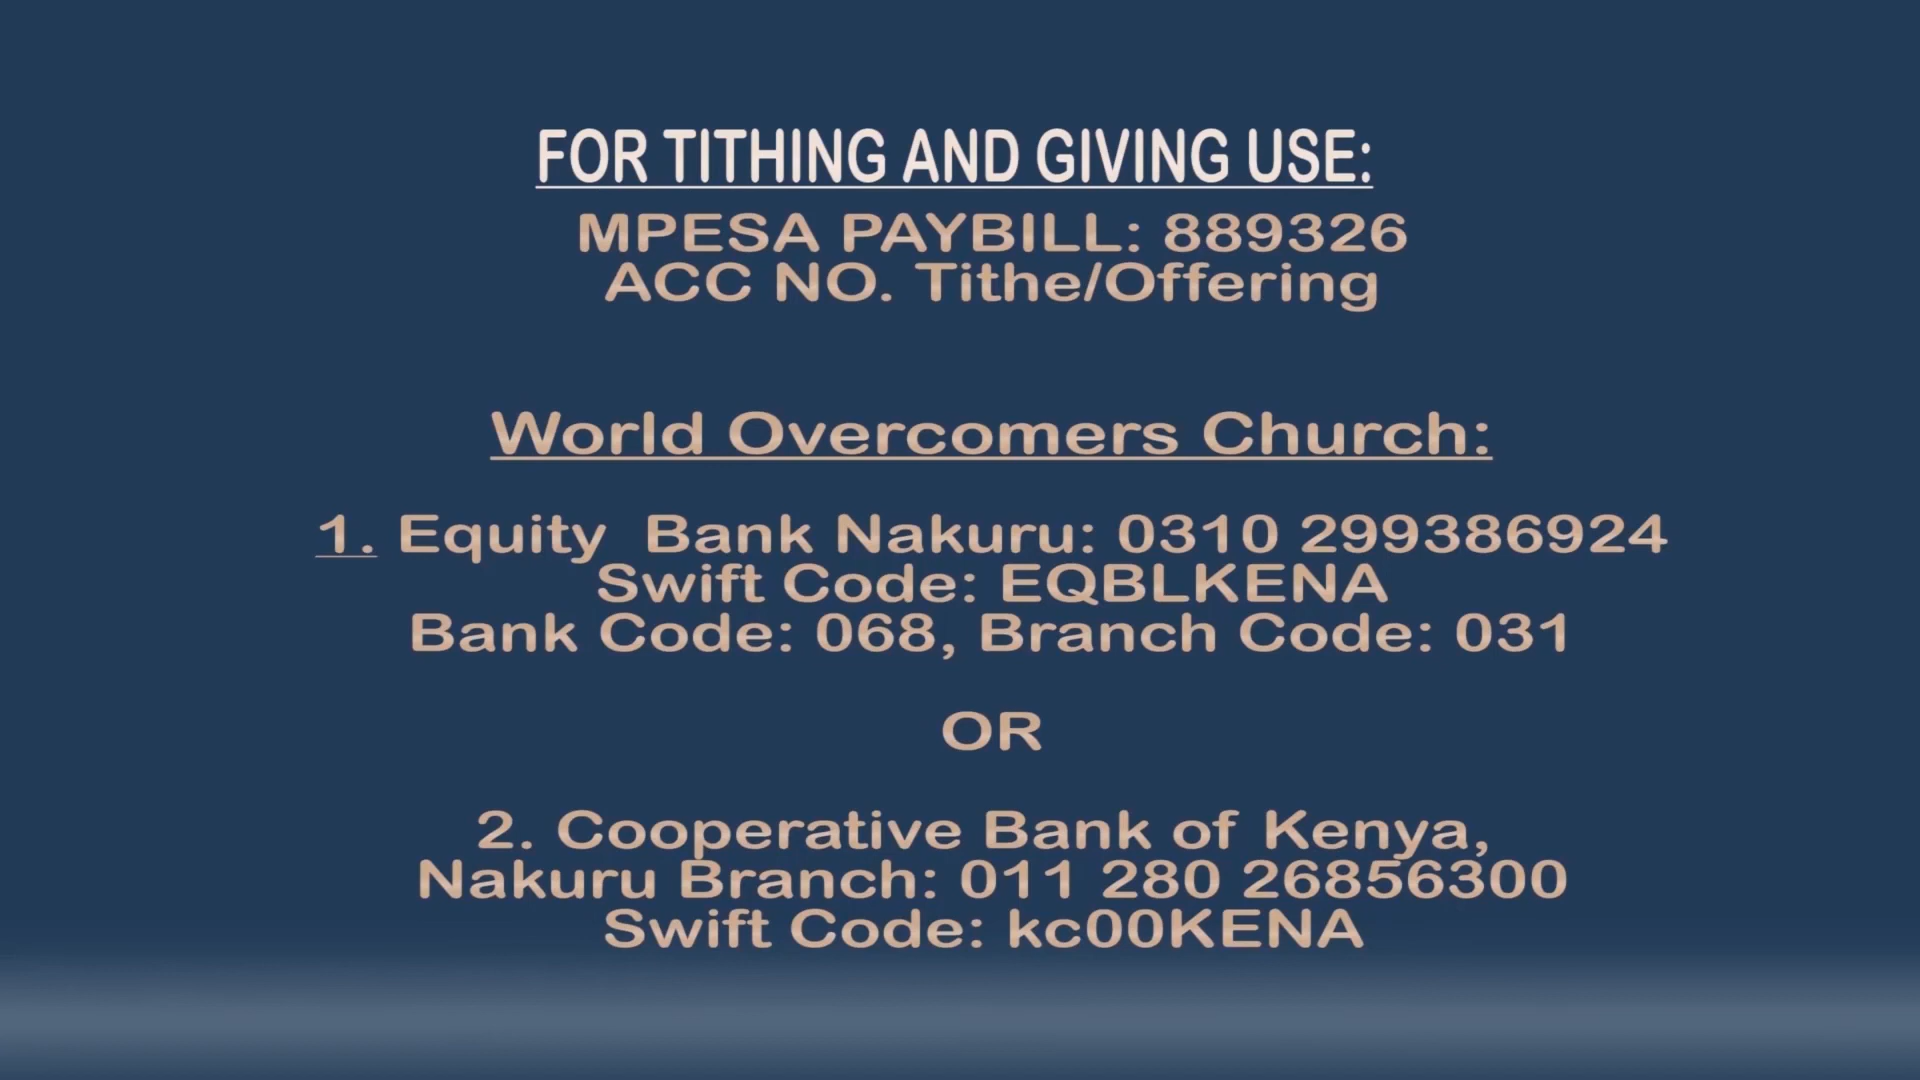 FOR TITHING AND GIVING USE:
MPESA PAYBILL: 889326
ACC NO. Tithe/Offering
World Overcomers Church:
1. Equity  Bank Nakuru: 0310 299386924
Swift Code: EQBLKENA
Bank Code: 068, Branch Code: 031
OR
2. Cooperative Bank of Kenya,
Nakuru Branch: 011 280 26856300
Swift Code: kc00KENA